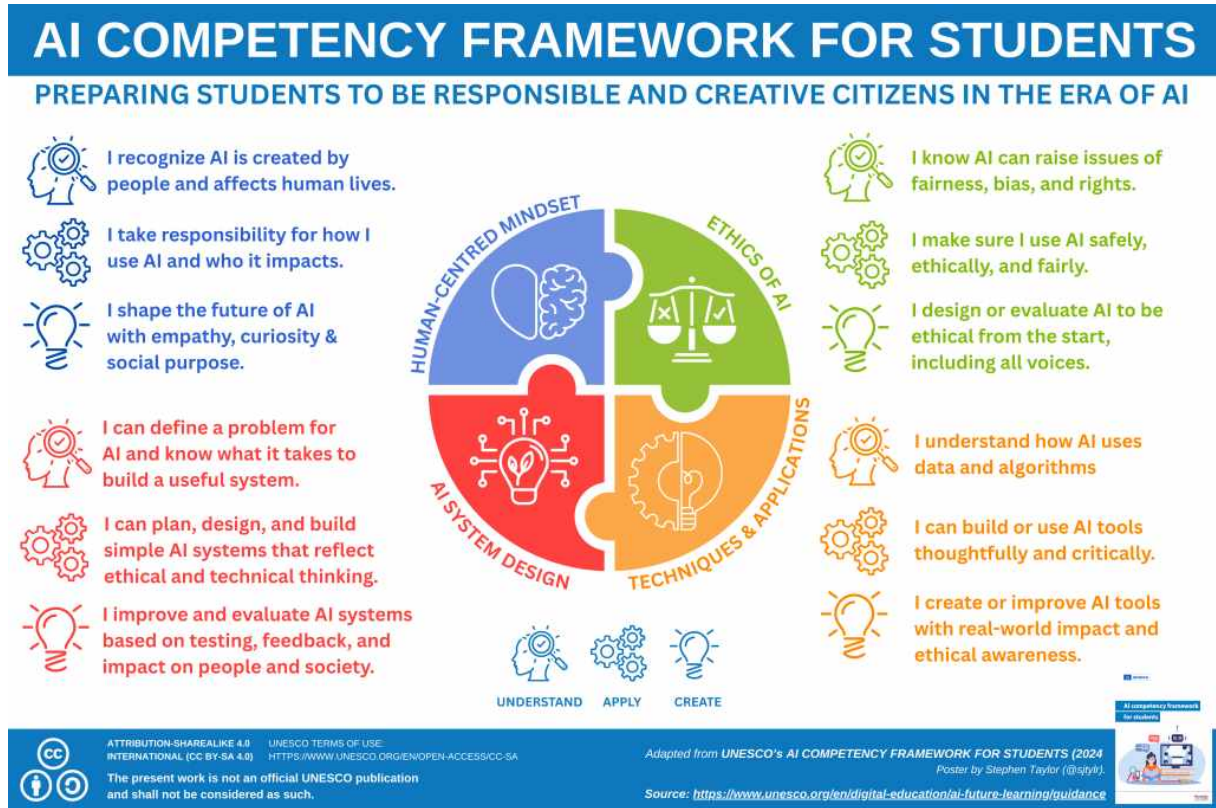 AI COMPETENCY FRAMEWORK FOR STUDENTS
PREPARING STUDENTS TO BE RESPONSIBLE AND CREATIVE CITIZENS IN THE ERA OF AI
I recognize AI is created by
people and affects human lives.
I take responsibility for how I
use AI and who it impacts.
I shape the future of AI
with empathy, curiosity &
social purpose.
I know AI can raise issues of
fairness, bias, and rights.
I make sure I use AI safely,
ethically, and fairly.
I design or evaluate AI to be
ethical from the start,
including all voices.
HUMAN-CENTRED MINDSET
ETHICS OF AI
AI SYSTEM DESIGN
TECHNIQUES & APPLICATIONS
I can define a problem for
AI and know what it takes to
build a useful system.
I can plan, design, and build
simple AI systems that reflect
ethical and technical thinking.
I improve and evaluate AI systems
based on testing, feedback, and
impact on people and society.
I understand how AI uses
data and algorithms
I can build or use AI tools
thoughtfully and critically.
I create or improve AI tools
with real-world impact and
ethical awareness.
UNDERSTAND APPLY CREATE
cc
ATTRIBUTION-SHAREALIKE 4.0
INTERNATIONAL (CC BY-SA 4.0)
UNESCO TERMS OF USE:
HTTPS://WWW.UNESCO.ORG/EN/OPEN-ACCESS/CC-SA
The present work is not an official UNESCO publication
and shall not be considered as such.
Adapted from UNESCO's AI COMPETENCY FRAMEWORK FOR STUDENTS (2024
Poster by Stephen Taylor (@sjtylr).
Source: https://www.unesco.org/en/digital-education/ai-future-learning/guidance
AI competency framework
for students